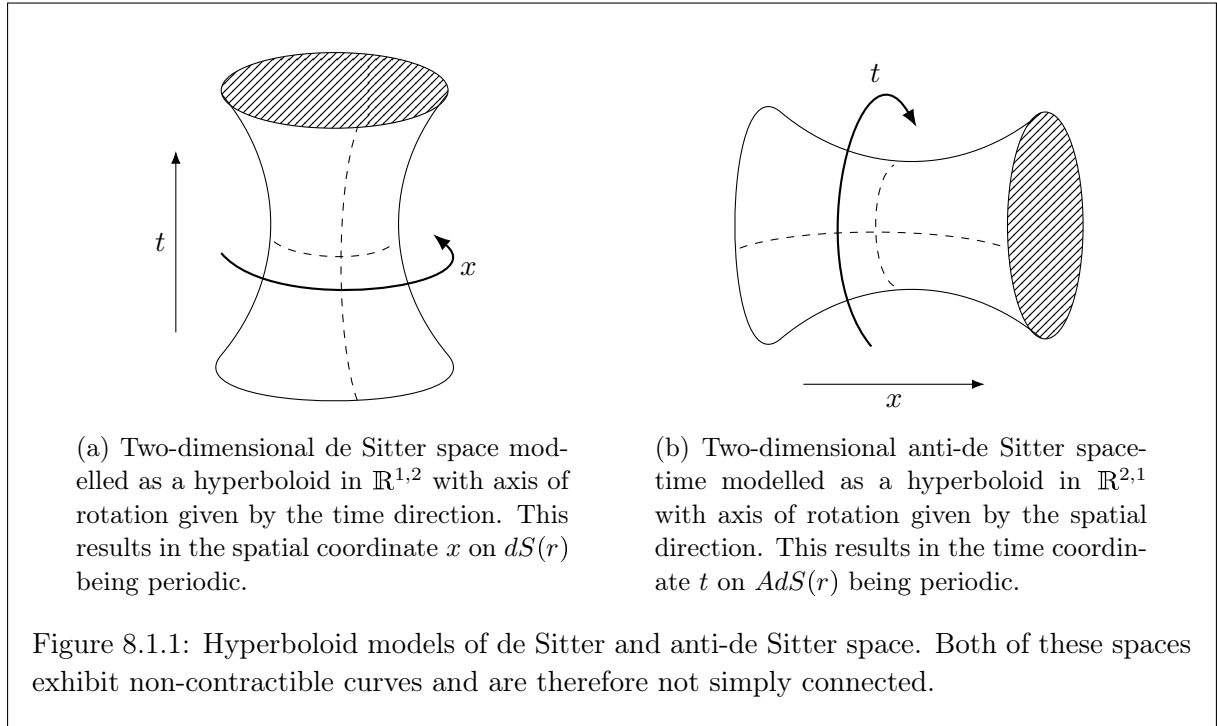 t
x
t
x
(a) Two-dimensional de Sitter space mod-
elled as a hyperboloid in ℝ^{1,2} with axis of
rotation given by the time direction. This
results in the spatial coordinate x on dS(r)
being periodic.
(b) Two-dimensional anti-de Sitter space-
time modelled as a hyperboloid in ℝ^{2,1}
with axis of rotation given by the spatial
direction. This results in the time coordin-
ate t on AdS(r) being periodic.
Figure 8.1.1: Hyperboloid models of de Sitter and anti-de Sitter space. Both of these spaces
exhibit non-contractible curves and are therefore not simply connected.